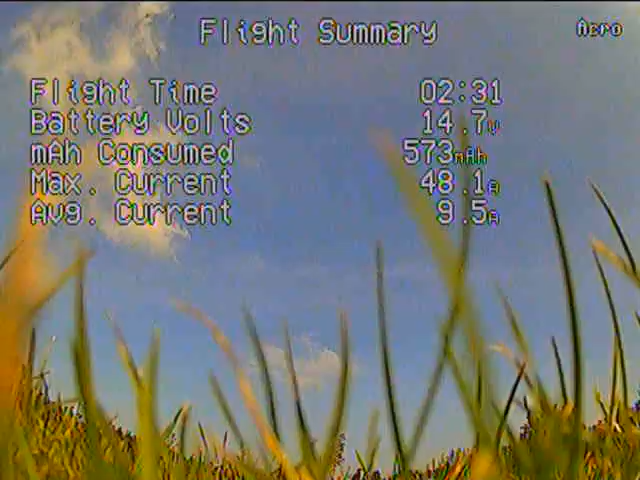 Flight Summary
Acro
Flight Time 02:31
Battery Volts 14.7v
mAh Consumed 573mAh
Max. Current 48.1A
Avg. Current 9.5A